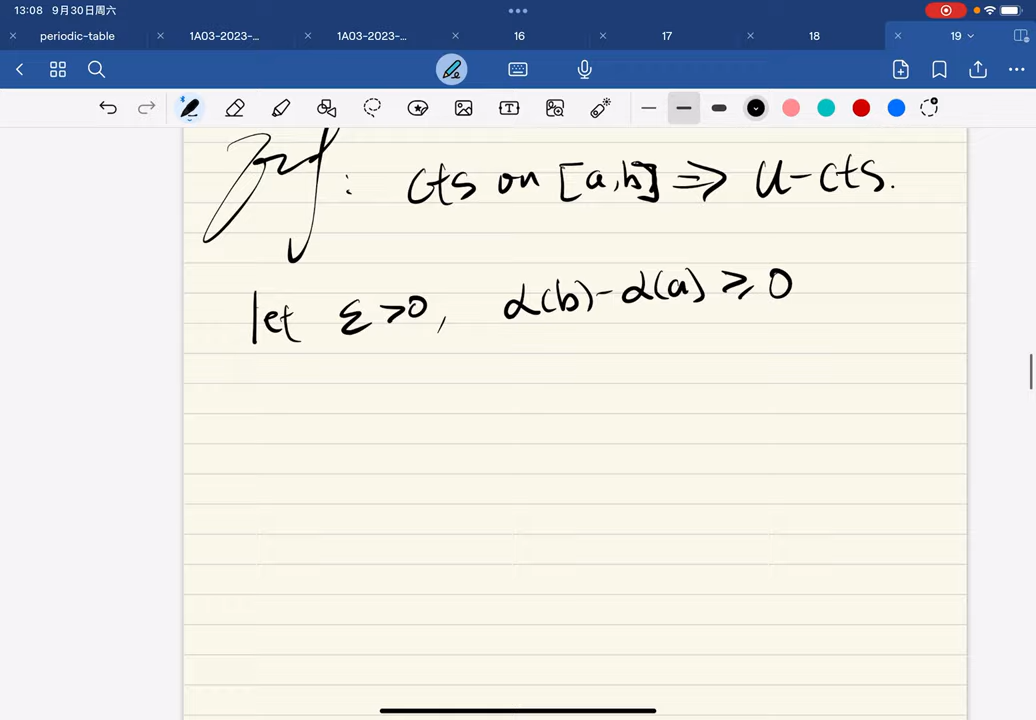 13:08 9月30日周六
periodic-table 1A03-2023-... 1A03-2023-... 16 17 18 19
Prf: cts on [a,b] ⇒ U-cts.
let ε>0, α(b)-α(a) ≥ 0